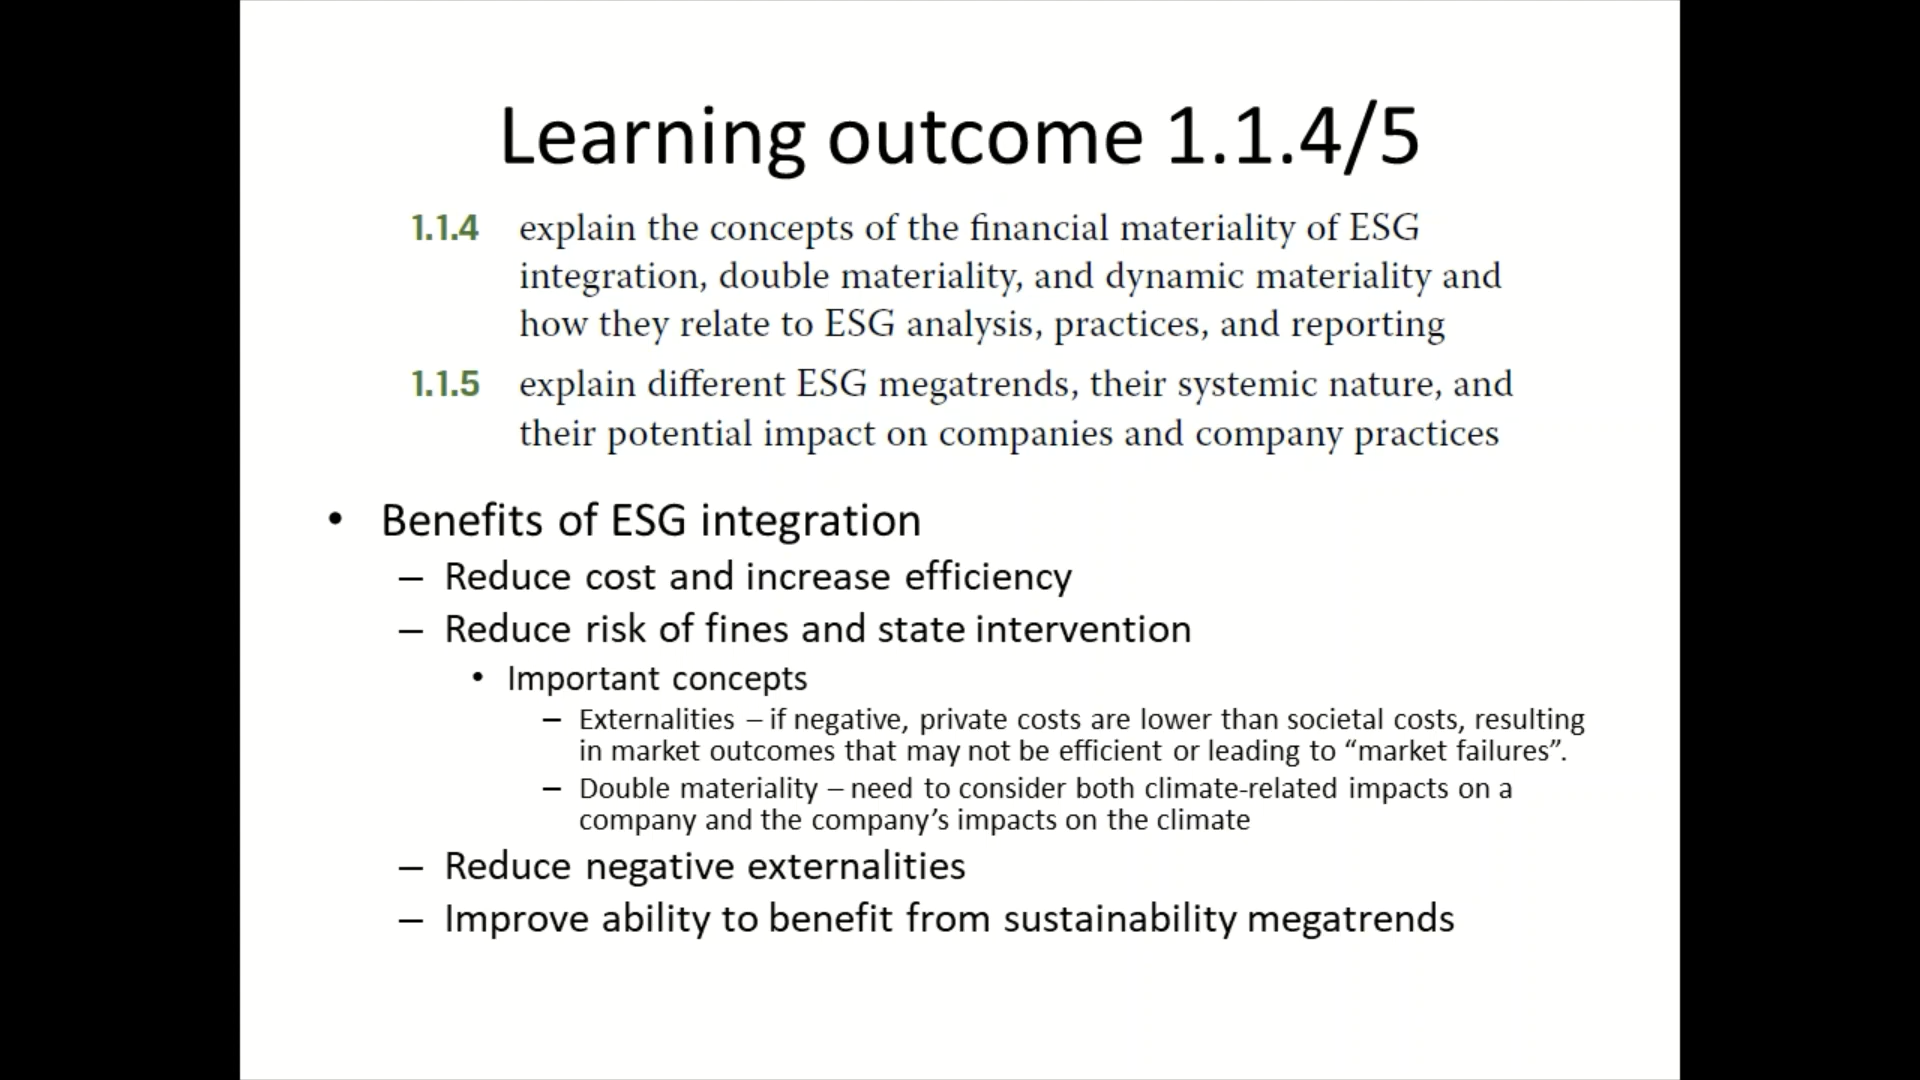 Learning outcome 1.1.4/5
1.1.4 explain the concepts of the financial materiality of ESG
integration, double materiality, and dynamic materiality and
how they relate to ESG analysis, practices, and reporting
1.1.5 explain different ESG megatrends, their systemic nature, and
their potential impact on companies and company practices
• Benefits of ESG integration
– Reduce cost and increase efficiency
– Reduce risk of fines and state intervention
• Important concepts
– Externalities – if negative, private costs are lower than societal costs, resulting
in market outcomes that may not be efficient or leading to “market failures”.
– Double materiality – need to consider both climate-related impacts on a
company and the company’s impacts on the climate
– Reduce negative externalities
– Improve ability to benefit from sustainability megatrends